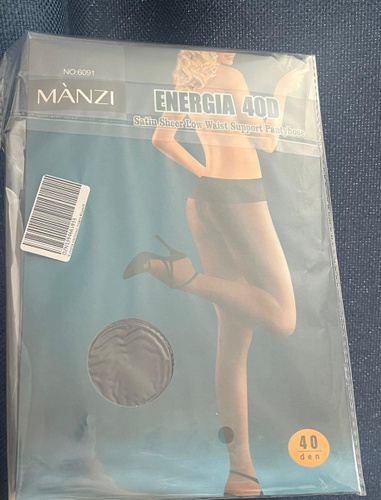 NO:6091
MÀNZI
ENERGIA 40D
Satin Sheer Low Waist Support Pantyhose
40
den